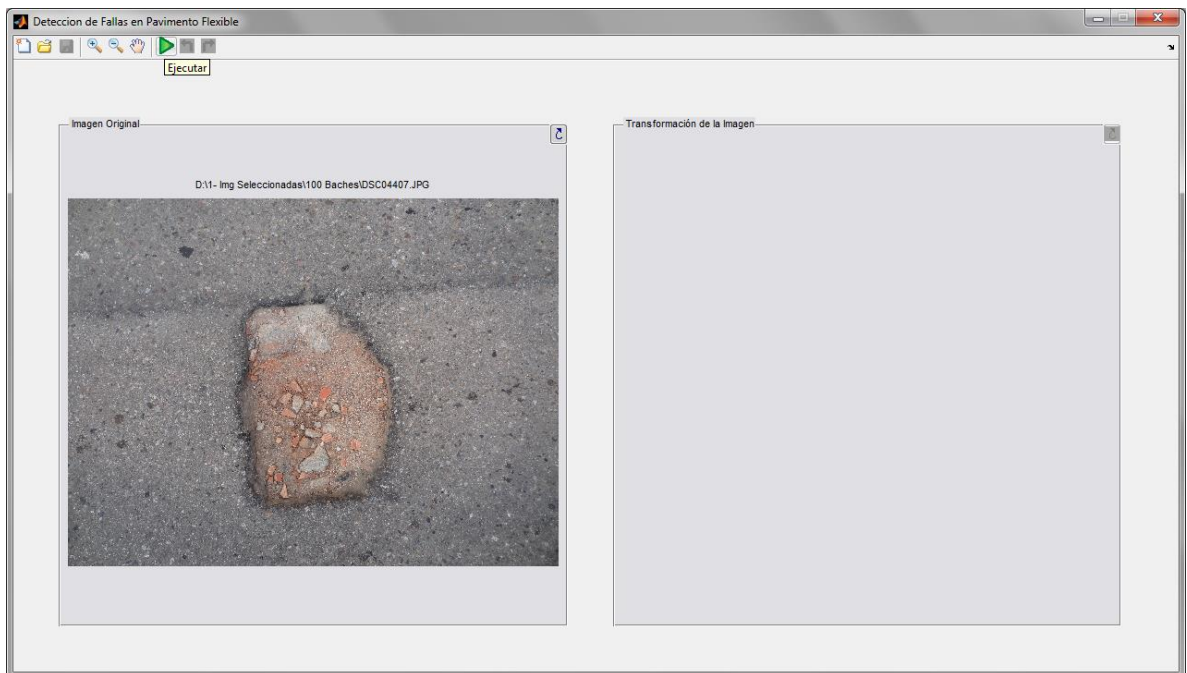 Deteccion de Fallas en Pavimento Flexible
Ejecutar
Imagen Original
D:\1- Img Seleccionadas\100 Baches\DSC04407.JPG
Transformación de la Imagen